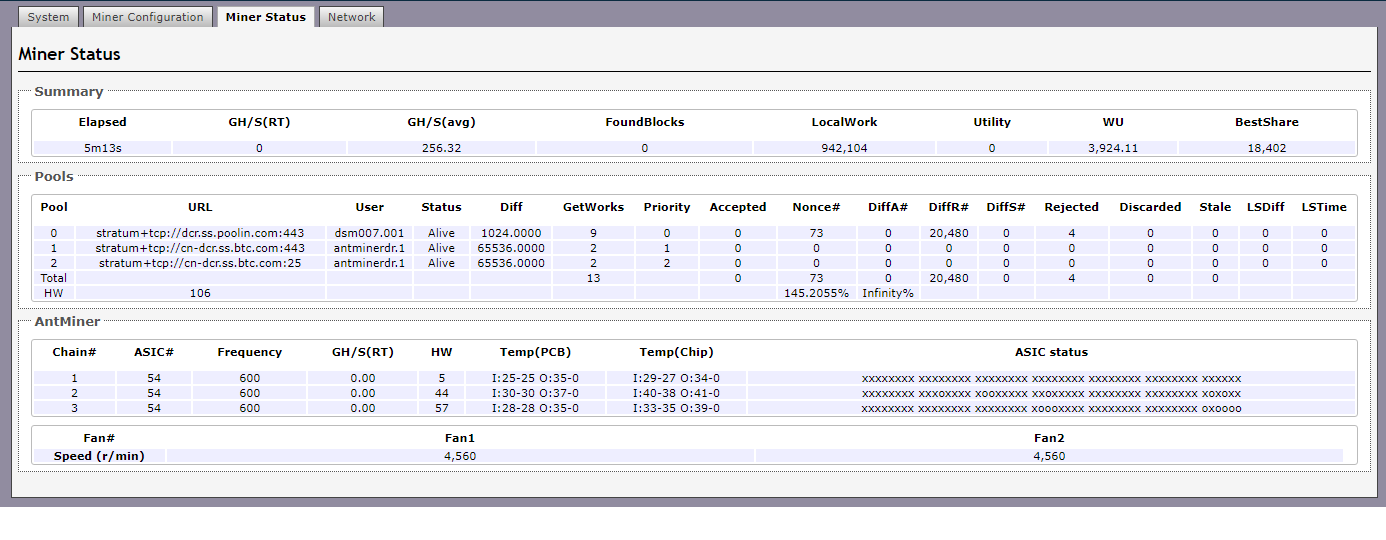 System Miner Configuration Miner Status Network
Miner Status
Summary
Elapsed GH/S(RT) GH/S(avg) FoundBlocks LocalWork Utility WU BestShare
5m13s 0 256.32 0 942,104 0 3,924.11 18,402
Pools
Pool URL User Status Diff GetWorks Priority Accepted Nonce# DiffA# DiffR# DiffS# Rejected Discarded Stale LSDiff LSTime
0 stratum+tcp://dcr.ss.poolin.com:443 dsm007.001 Alive 1024.0000 9 0 0 73 0 20,480 0 4 0 0 0 0
1 stratum+tcp://cn-dcr.ss.btc.com:443 antminerdr.1 Alive 65536.0000 2 1 0 0 0 0 0 0 0 0 0 0
2 stratum+tcp://cn-dcr.ss.btc.com:25 antminerdr.1 Alive 65536.0000 2 2 0 0 0 0 0 0 0 0 0 0
Total 13 0 73 0 20,480 0 4 0 0
HW 106 145.2055% Infinity%
AntMiner
Chain# ASIC# Frequency GH/S(RT) HW Temp(PCB) Temp(Chip) ASIC status
1 54 600 0.00 5 I:25-25 O:35-0 I:29-27 O:34-0 xxxxxxxx xxxxxxxx xxxxxxxx xxxxxxxx xxxxxxxx xxxxxxxx xxxxxx
2 54 600 0.00 44 I:30-30 O:37-0 I:40-38 O:41-0 xxxxxxxx xxxoxxxx xooxxxxx xxoxxxxx xxxxxxxx xxxxxxxx xoxoxx
3 54 600 0.00 57 I:28-28 O:35-0 I:33-35 O:39-0 xxxxxxxx xxxxxxxx xxxxxxxx xoooxxxx xxxxxxxx xxxxxxxx oxoooo
Fan# Fan1 Fan2
Speed (r/min) 4,560 4,560